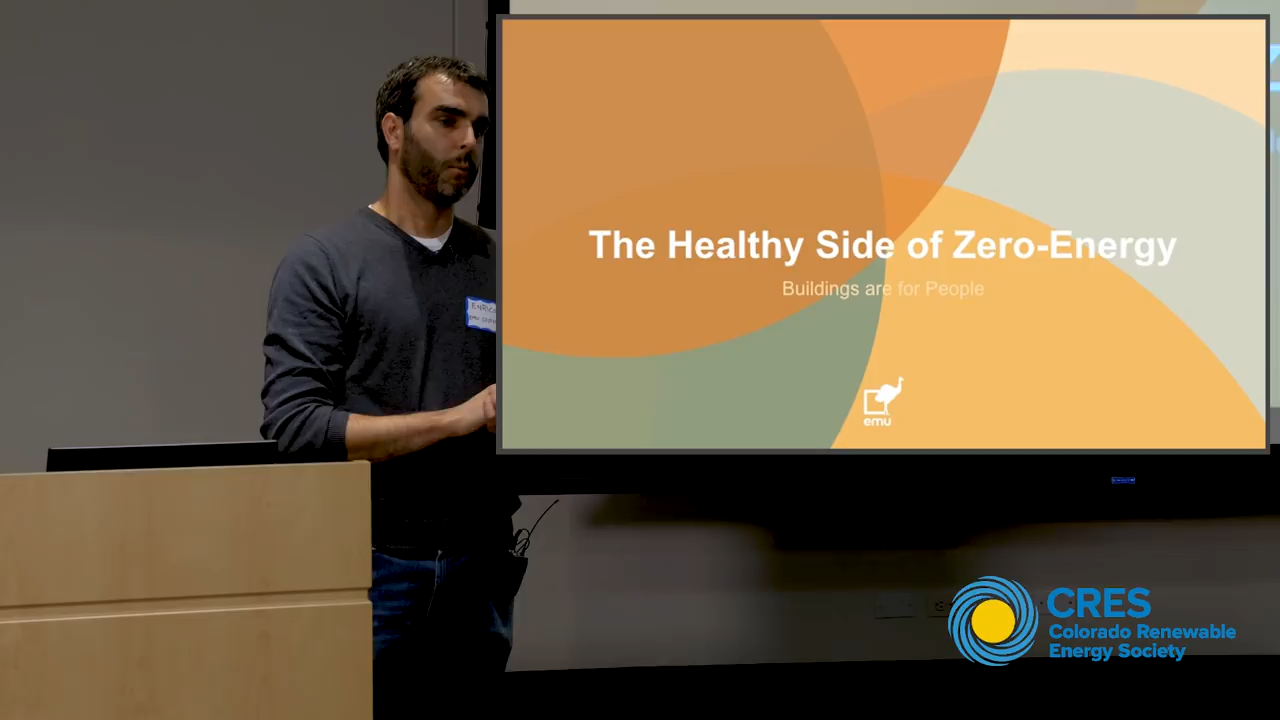 The Healthy Side of Zero-Energy
Buildings are for People
emu
CRES
Colorado Renewable
Energy Society